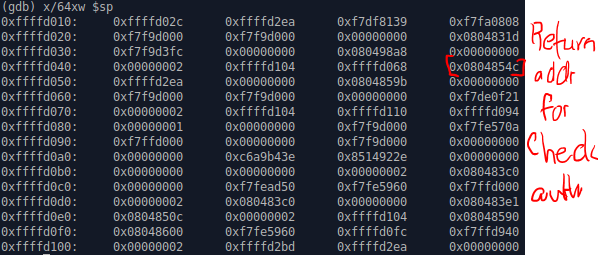 (gdb) x/64xw $sp
0xffffd010: 0xffffd02c 0xffffd2ea 0xf7df8139 0xf7fa0808
0xffffd020: 0xf7f9d000 0xf7f9d000 0x00000000 0x0804831d
0xffffd030: 0xf7f9d3fc 0x00000000 0x080498a8 0x00000000
0xffffd040: 0x00000002 0xffffd104 0xffffd068 0x0804854c
0xffffd050: 0xffffd2ea 0x00000000 0x0804859b 0x00000000
0xffffd060: 0xf7f9d000 0xf7f9d000 0x00000000 0xf7de0f21
0xffffd070: 0x00000002 0xffffd104 0xffffd110 0xffffd094
0xffffd080: 0x00000001 0x00000000 0xf7f9d000 0xf7fe570a
0xffffd090: 0xf7ffd000 0x00000000 0xf7f9d000 0x00000000
0xffffd0a0: 0x00000000 0xc6a9b43e 0x8514922e 0x00000000
0xffffd0b0: 0x00000000 0x00000000 0x00000002 0x080483c0
0xffffd0c0: 0x00000000 0xf7fead50 0xf7fe5960 0xf7ffd000
0xffffd0d0: 0x00000002 0x080483c0 0x00000000 0x080483e1
0xffffd0e0: 0x0804850c 0x00000002 0xffffd104 0x08048590
0xffffd0f0: 0x08048600 0xf7fe5960 0xffffd0fc 0xf7ffd940
0xffffd100: 0x00000002 0xffffd2bd 0xffffd2ea 0x00000000
Return
addr
for
Check
auth